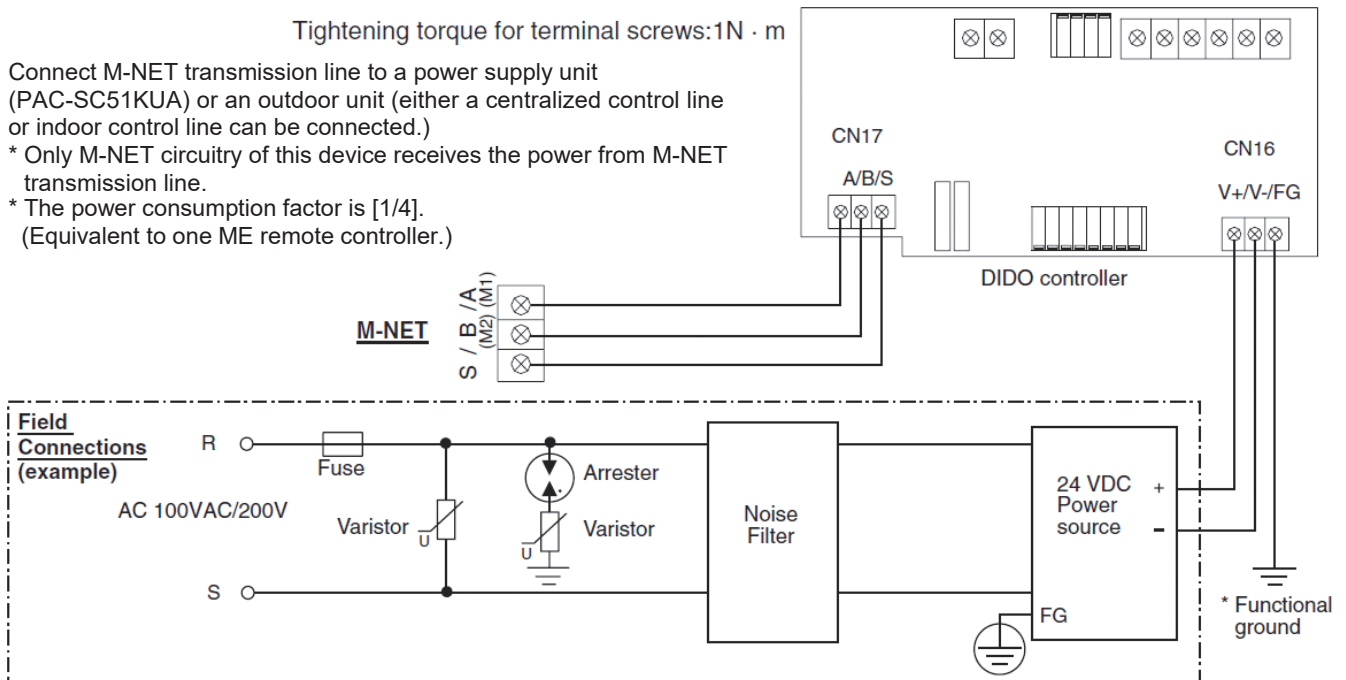 Tightening torque for terminal screws:1N · m
Connect M-NET transmission line to a power supply unit
(PAC-SC51KUA) or an outdoor unit (either a centralized control line
or indoor control line can be connected.)
* Only M-NET circuitry of this device receives the power from M-NET
transmission line.
* The power consumption factor is [1/4].
(Equivalent to one ME remote controller.)
CN17
A/B/S
CN16
V+/V-/FG
DIDO controller
M-NET
S / B /A
(M2) (M1)
Field
Connections
(example)
R
Fuse
AC 100VAC/200V
Varistor
U
Arrester
Varistor
U
S
Noise
Filter
24 VDC
Power
source
+
-
FG
* Functional
ground